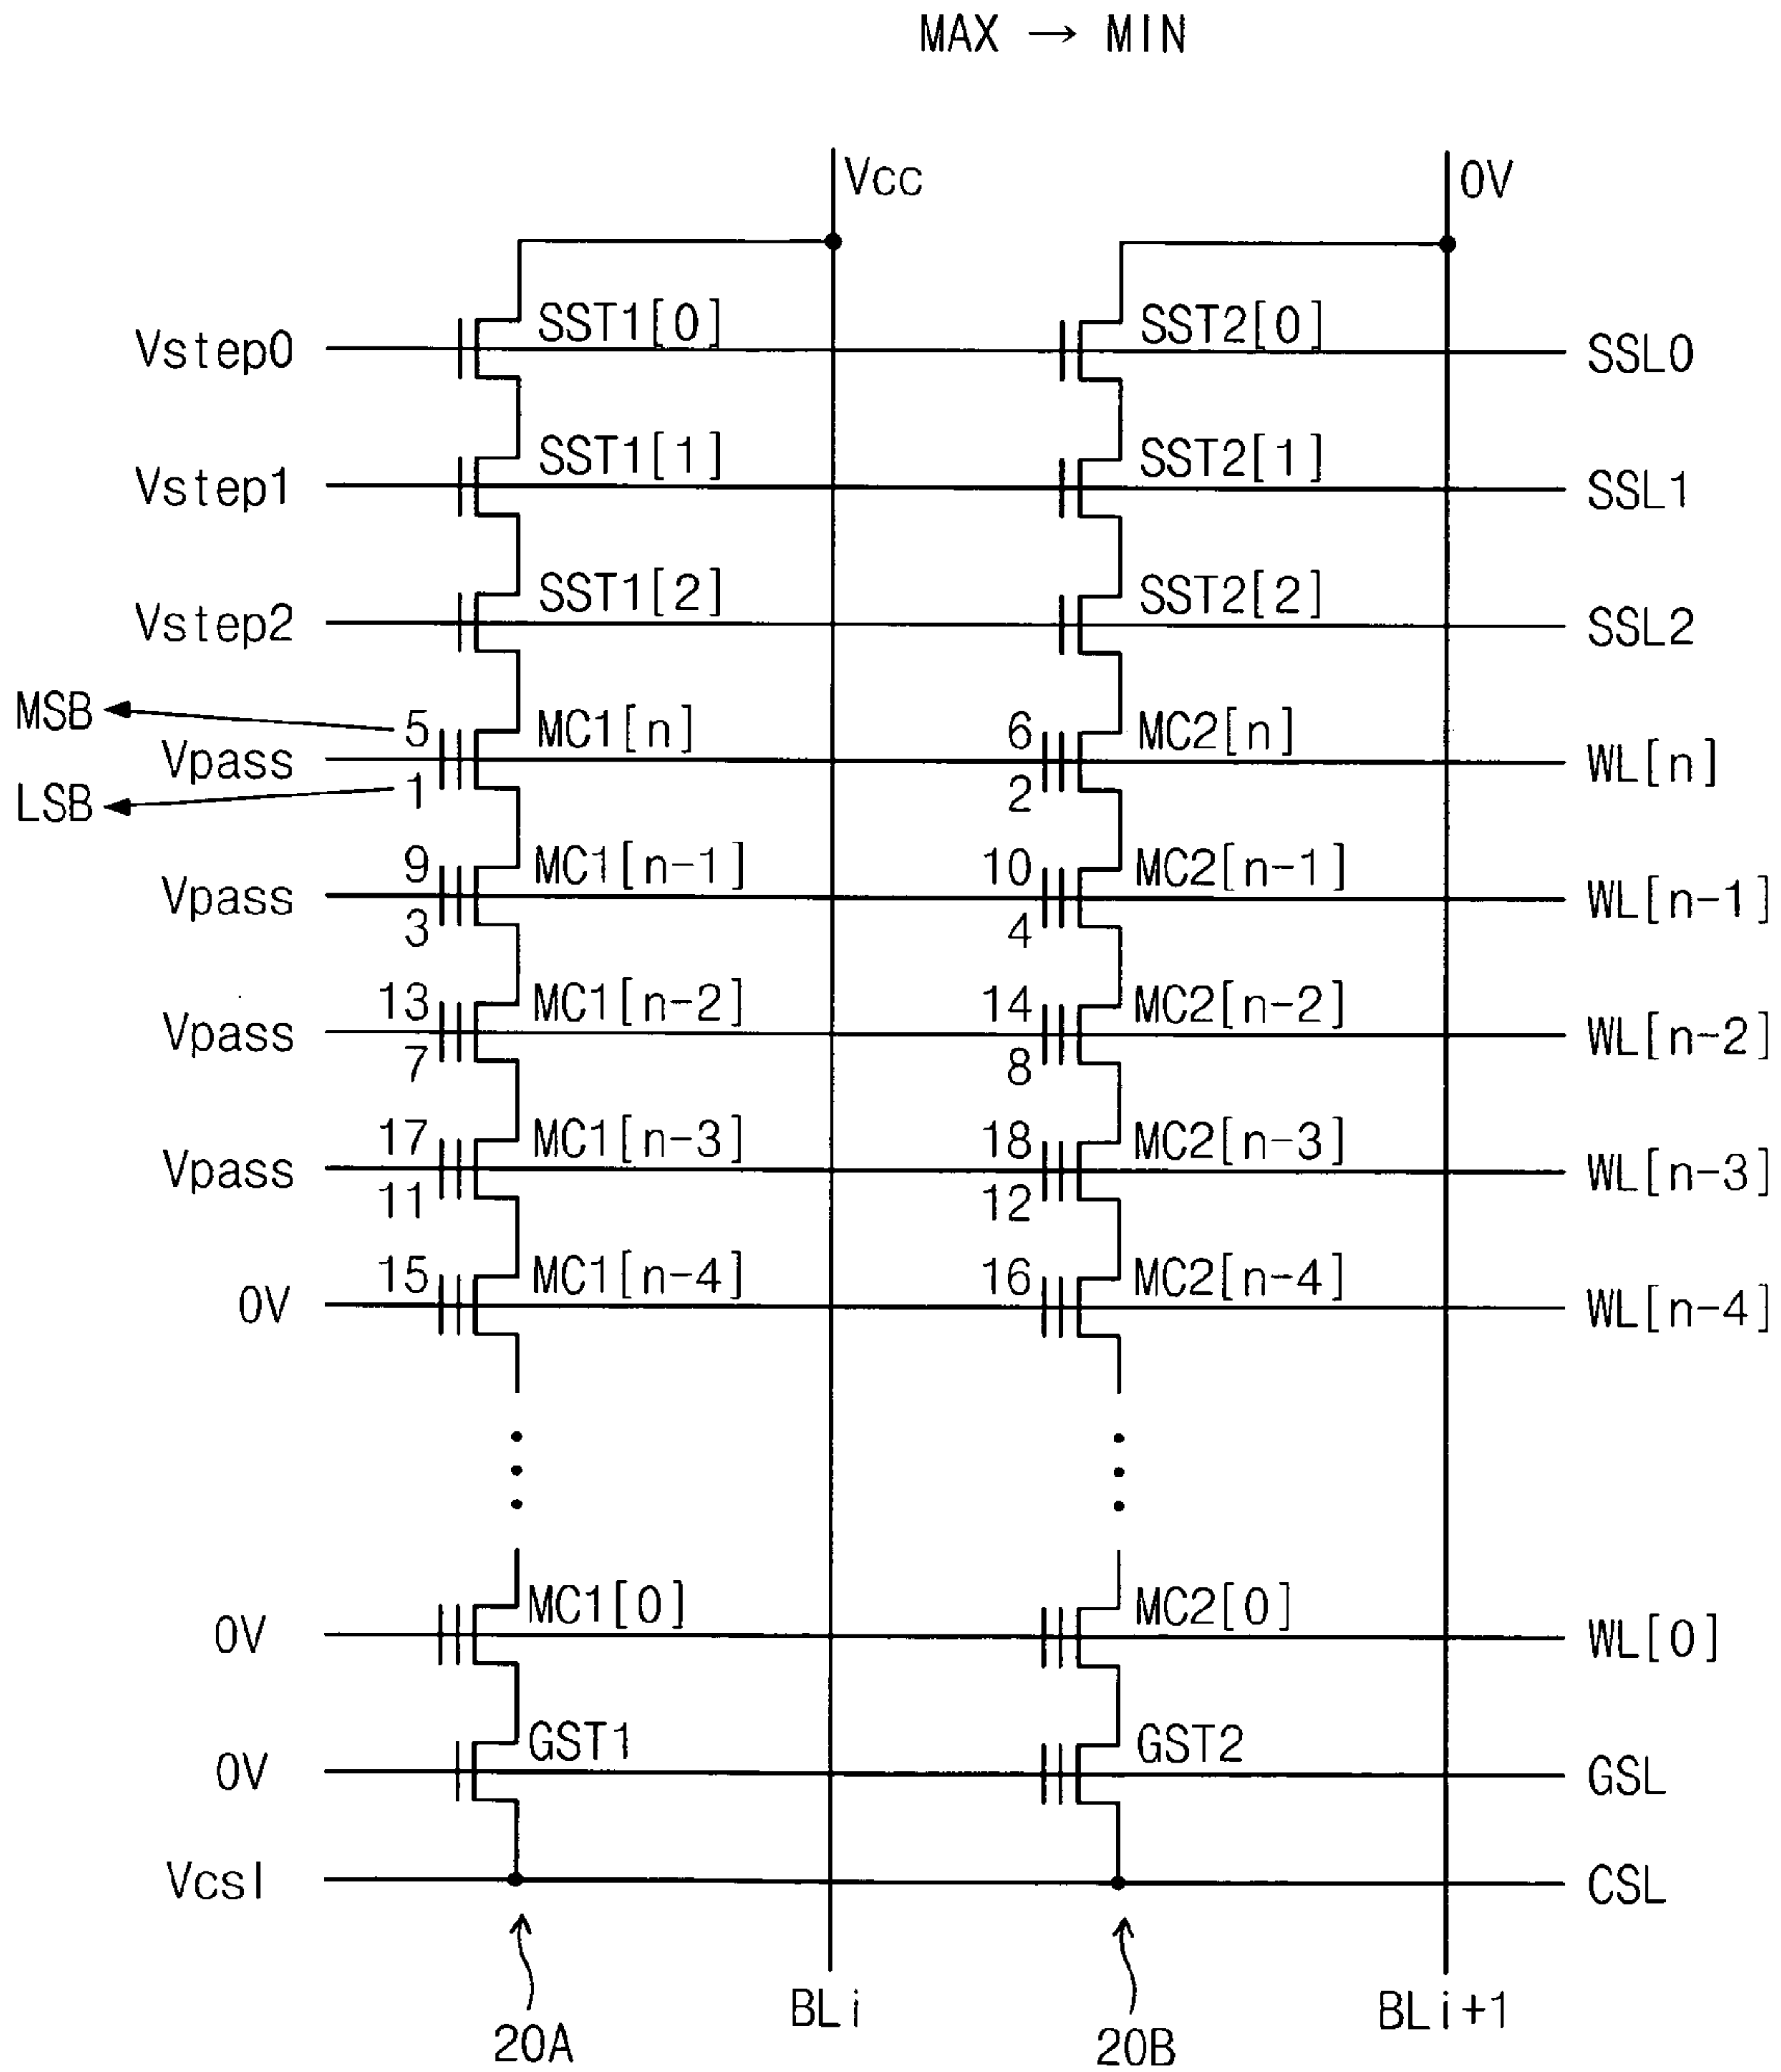 MAX → MIN
Vcc 0V
Vstep0 SST1[0] SST2[0] SSL0
Vstep1 SST1[1] SST2[1] SSL1
Vstep2 SST1[2] SST2[2] SSL2
MSB 5 MC1[n] 6 MC2[n]
Vpass WL[n]
LSB 1 2
9 MC1[n-1] 10 MC2[n-1]
Vpass WL[n-1]
3 4
13 MC1[n-2] 14 MC2[n-2]
Vpass WL[n-2]
7 8
17 MC1[n-3] 18 MC2[n-3]
Vpass WL[n-3]
11 12
15 MC1[n-4] 16 MC2[n-4]
0V WL[n-4]
MC1[0] MC2[0]
0V WL[0]
GST1 GST2
0V GSL
Vcsl CSL
BLi BLi+1
20A 20B